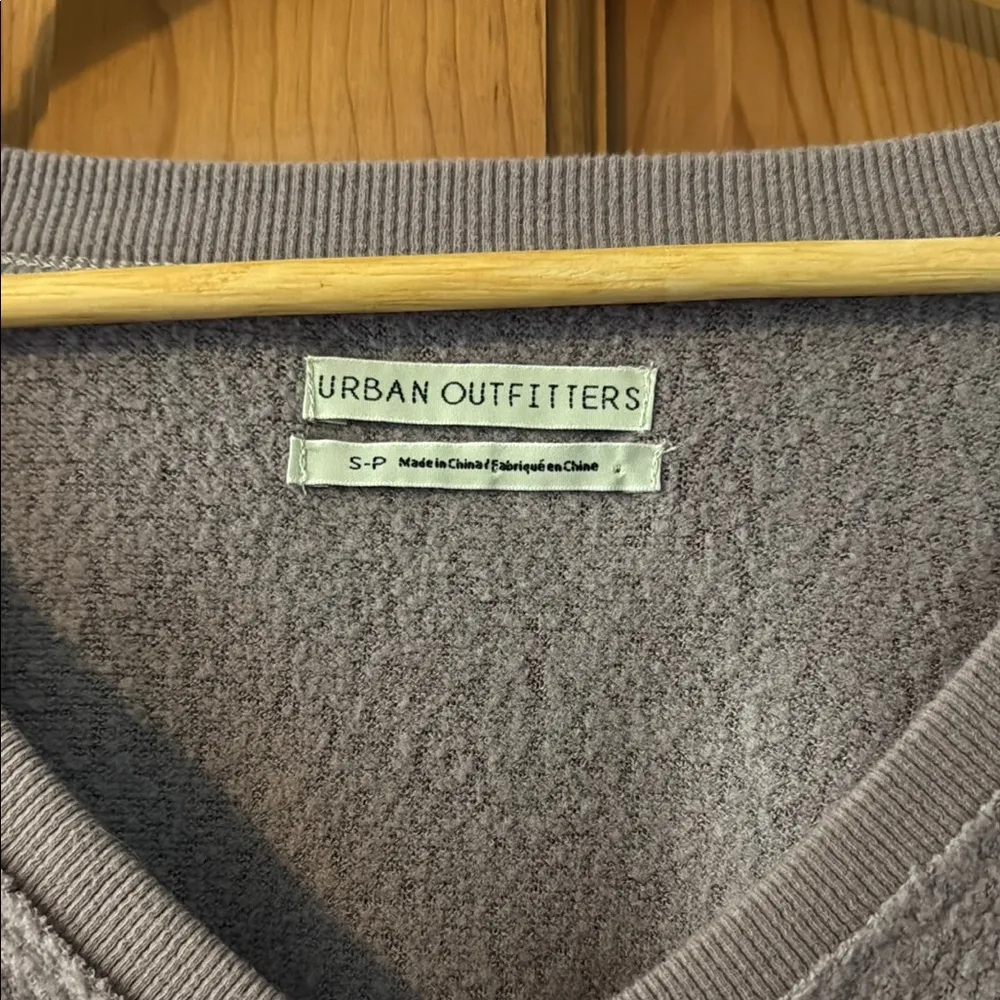 URBAN OUTFITTERS
S-P Made in China / Fabriqué en Chine